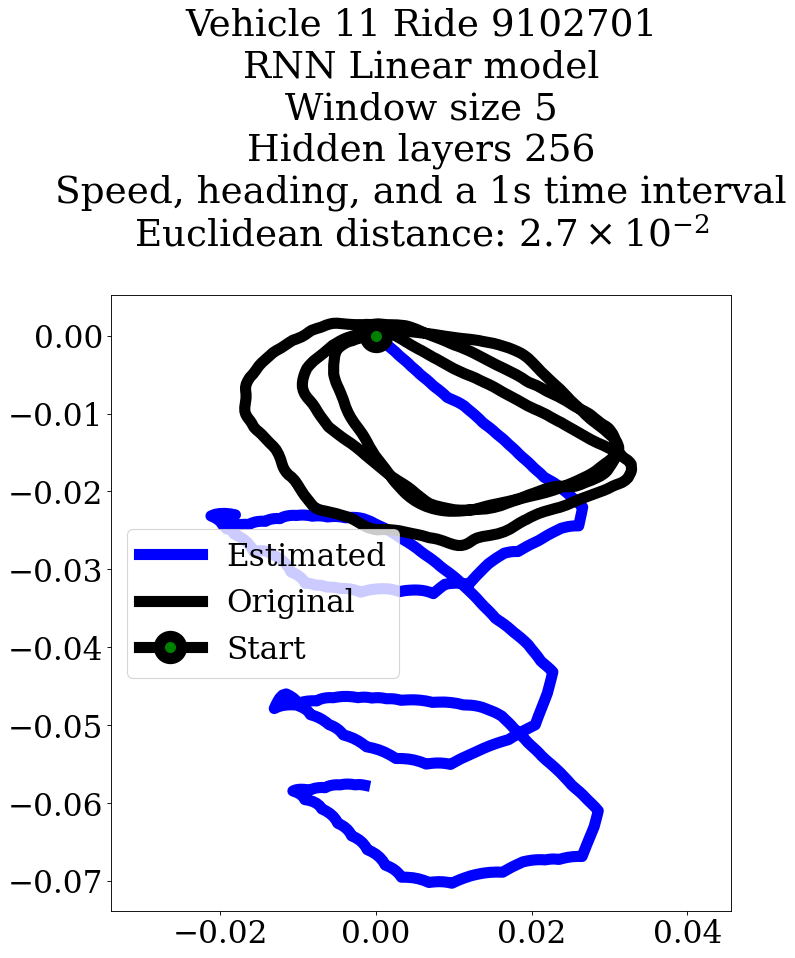 Vehicle 11 Ride 9102701
RNN Linear model
Window size 5
Hidden layers 256
Speed, heading, and a 1s time interval
Euclidean distance: 2.7 × 10⁻²
0.00
−0.01
−0.02
−0.03
−0.04
−0.05
−0.06
−0.07
Estimated
Original
Start
−0.02
0.00
0.02
0.04